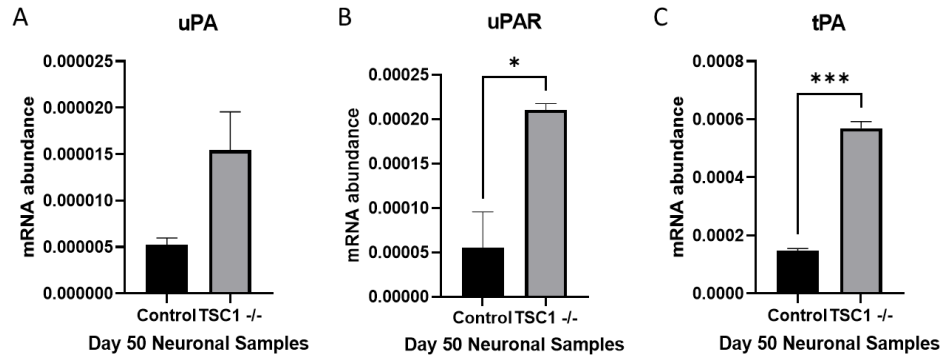 A
uPA
mRNA abundance
0.000025
0.000020
0.000015
0.000010
0.000005
0.000000
Control TSC1 -/-
Day 50 Neuronal Samples
B
uPAR
mRNA abundance
0.00025
0.00020
0.00015
0.00010
0.00005
0.00000
*
Control TSC1 -/-
Day 50 Neuronal Samples
C
tPA
mRNA abundance
0.0008
0.0006
0.0004
0.0002
0.0000
***
Control TSC1 -/-
Day 50 Neuronal Samples